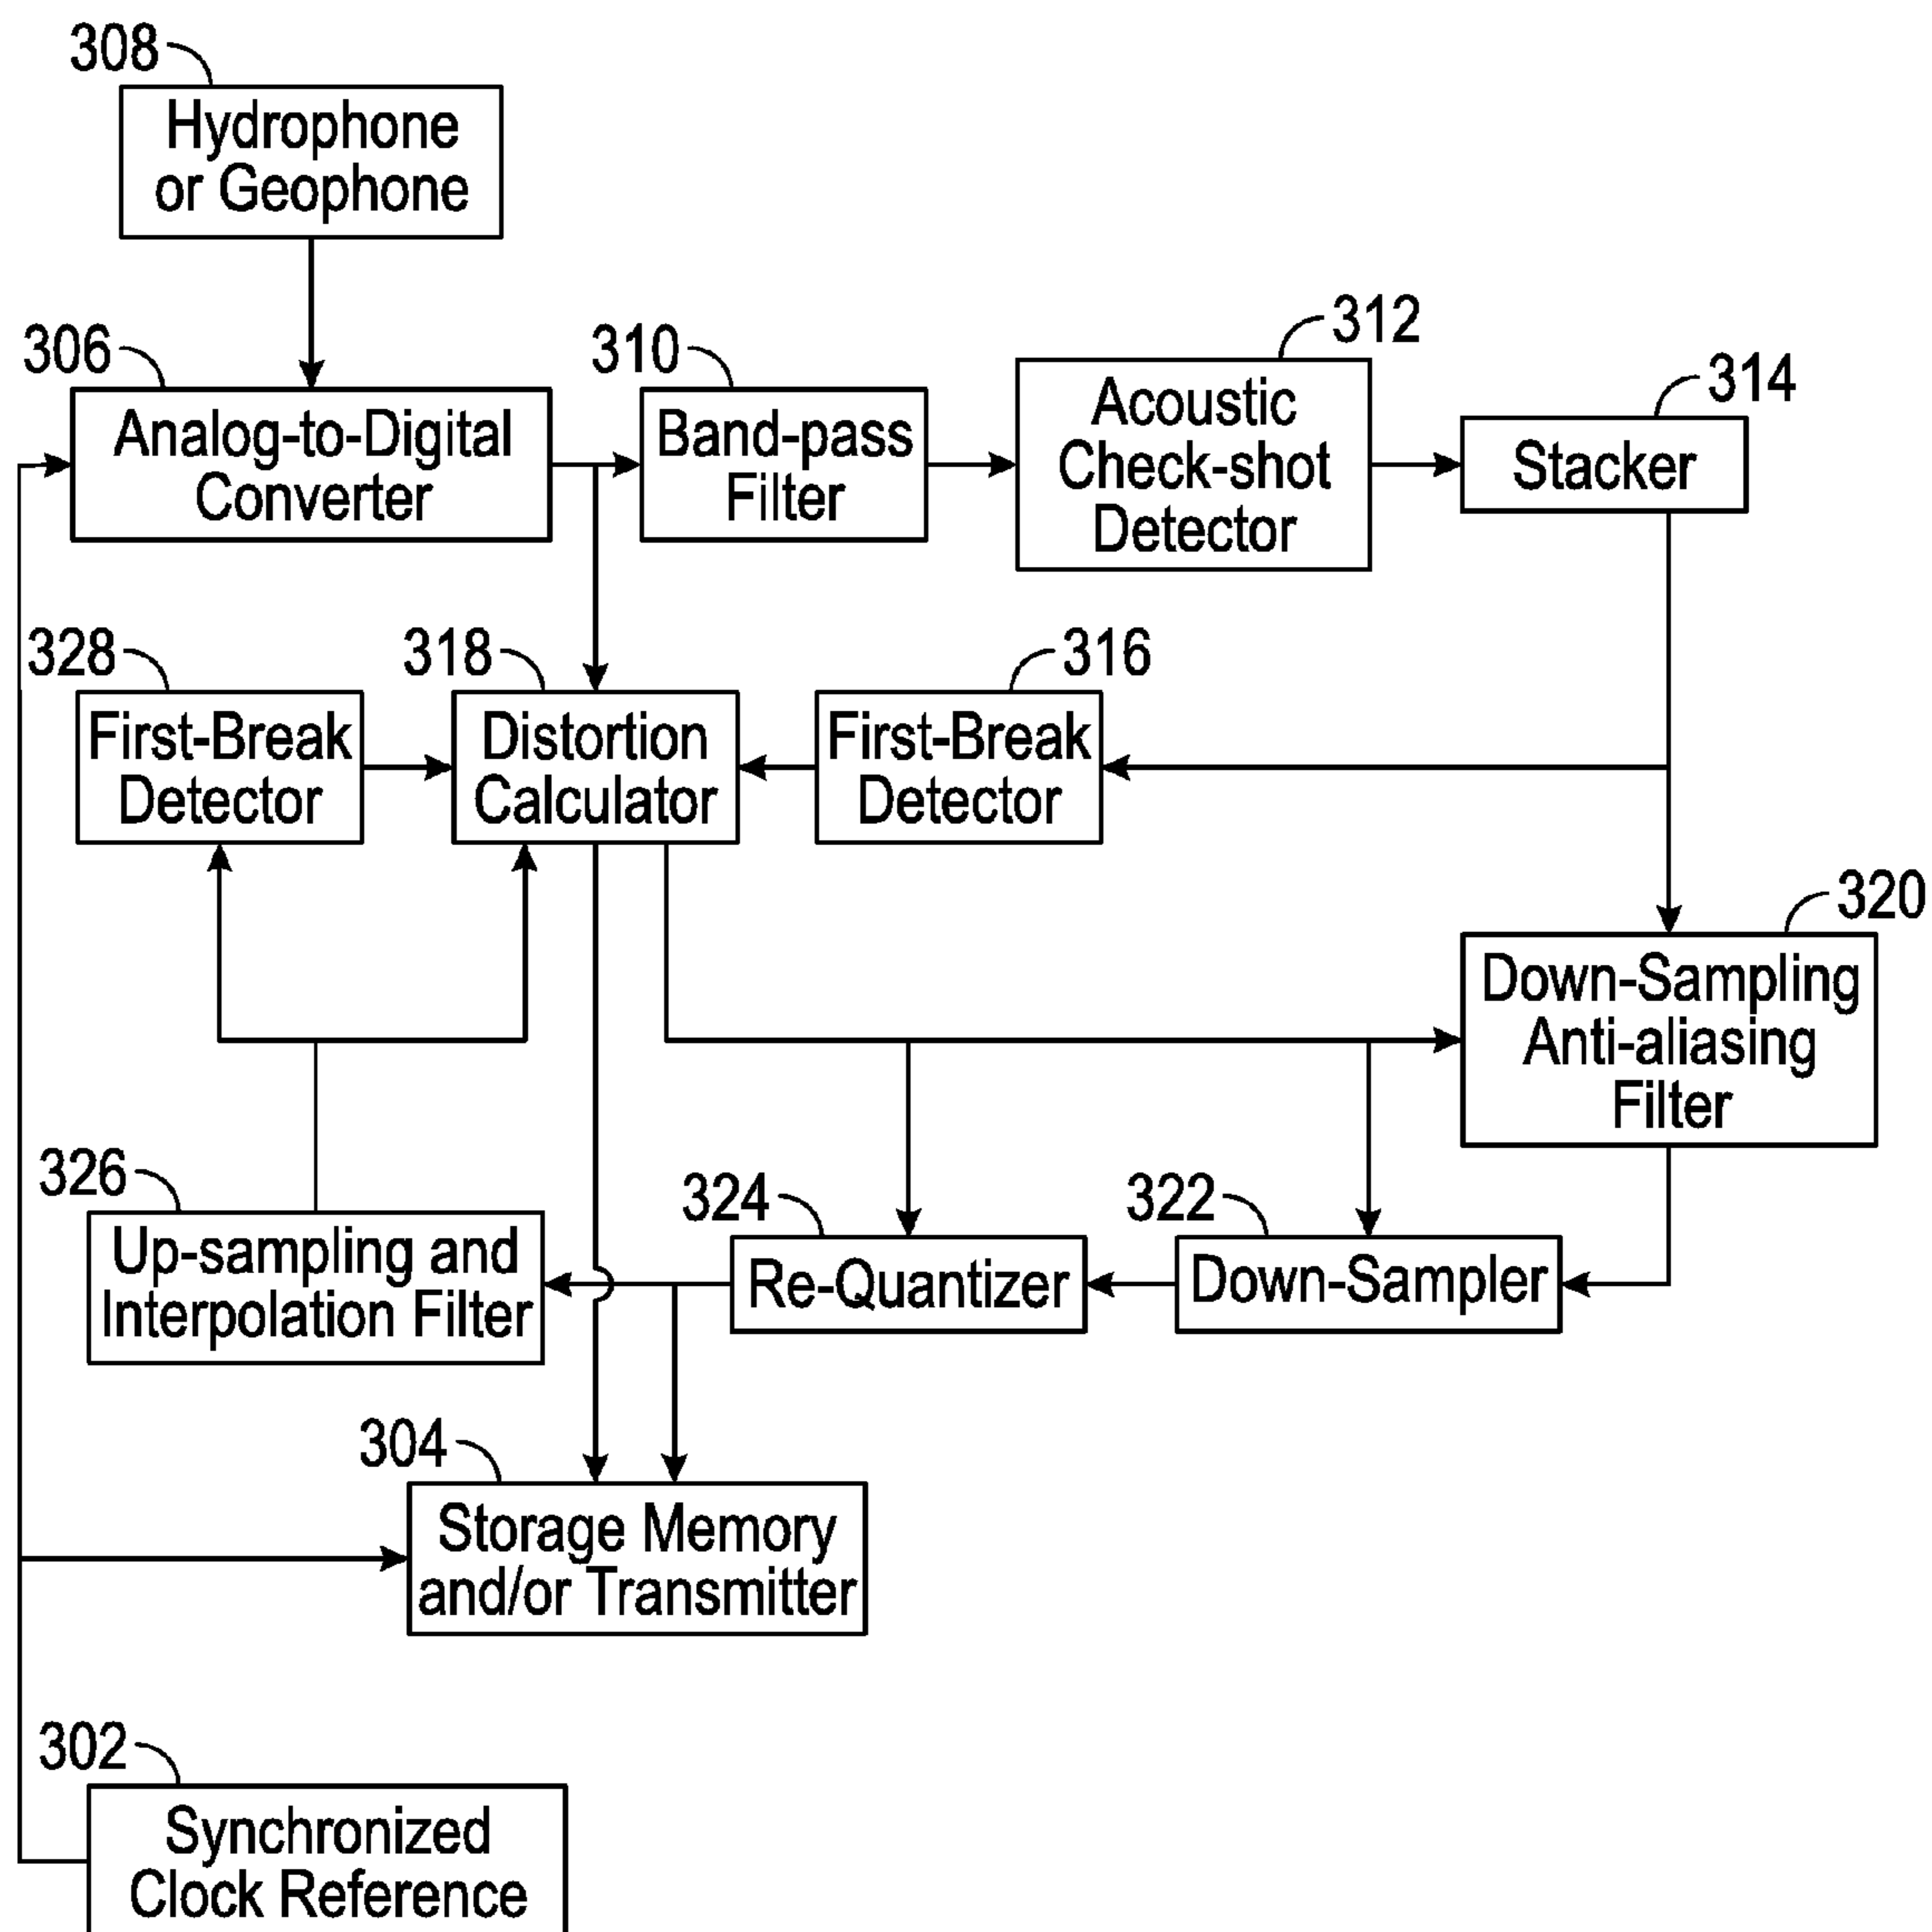 308
Hydrophone
or Geophone
306
Analog-to-Digital
Converter
310
Band-pass
Filter
312
Acoustic
Check-shot
Detector
314
Stacker
328
First-Break
Detector
318
Distortion
Calculator
316
First-Break
Detector
320
Down-Sampling
Anti-aliasing
Filter
326
Up-sampling and
Interpolation Filter
324
Re-Quantizer
322
Down-Sampler
304
Storage Memory
and/or Transmitter
302
Synchronized
Clock Reference